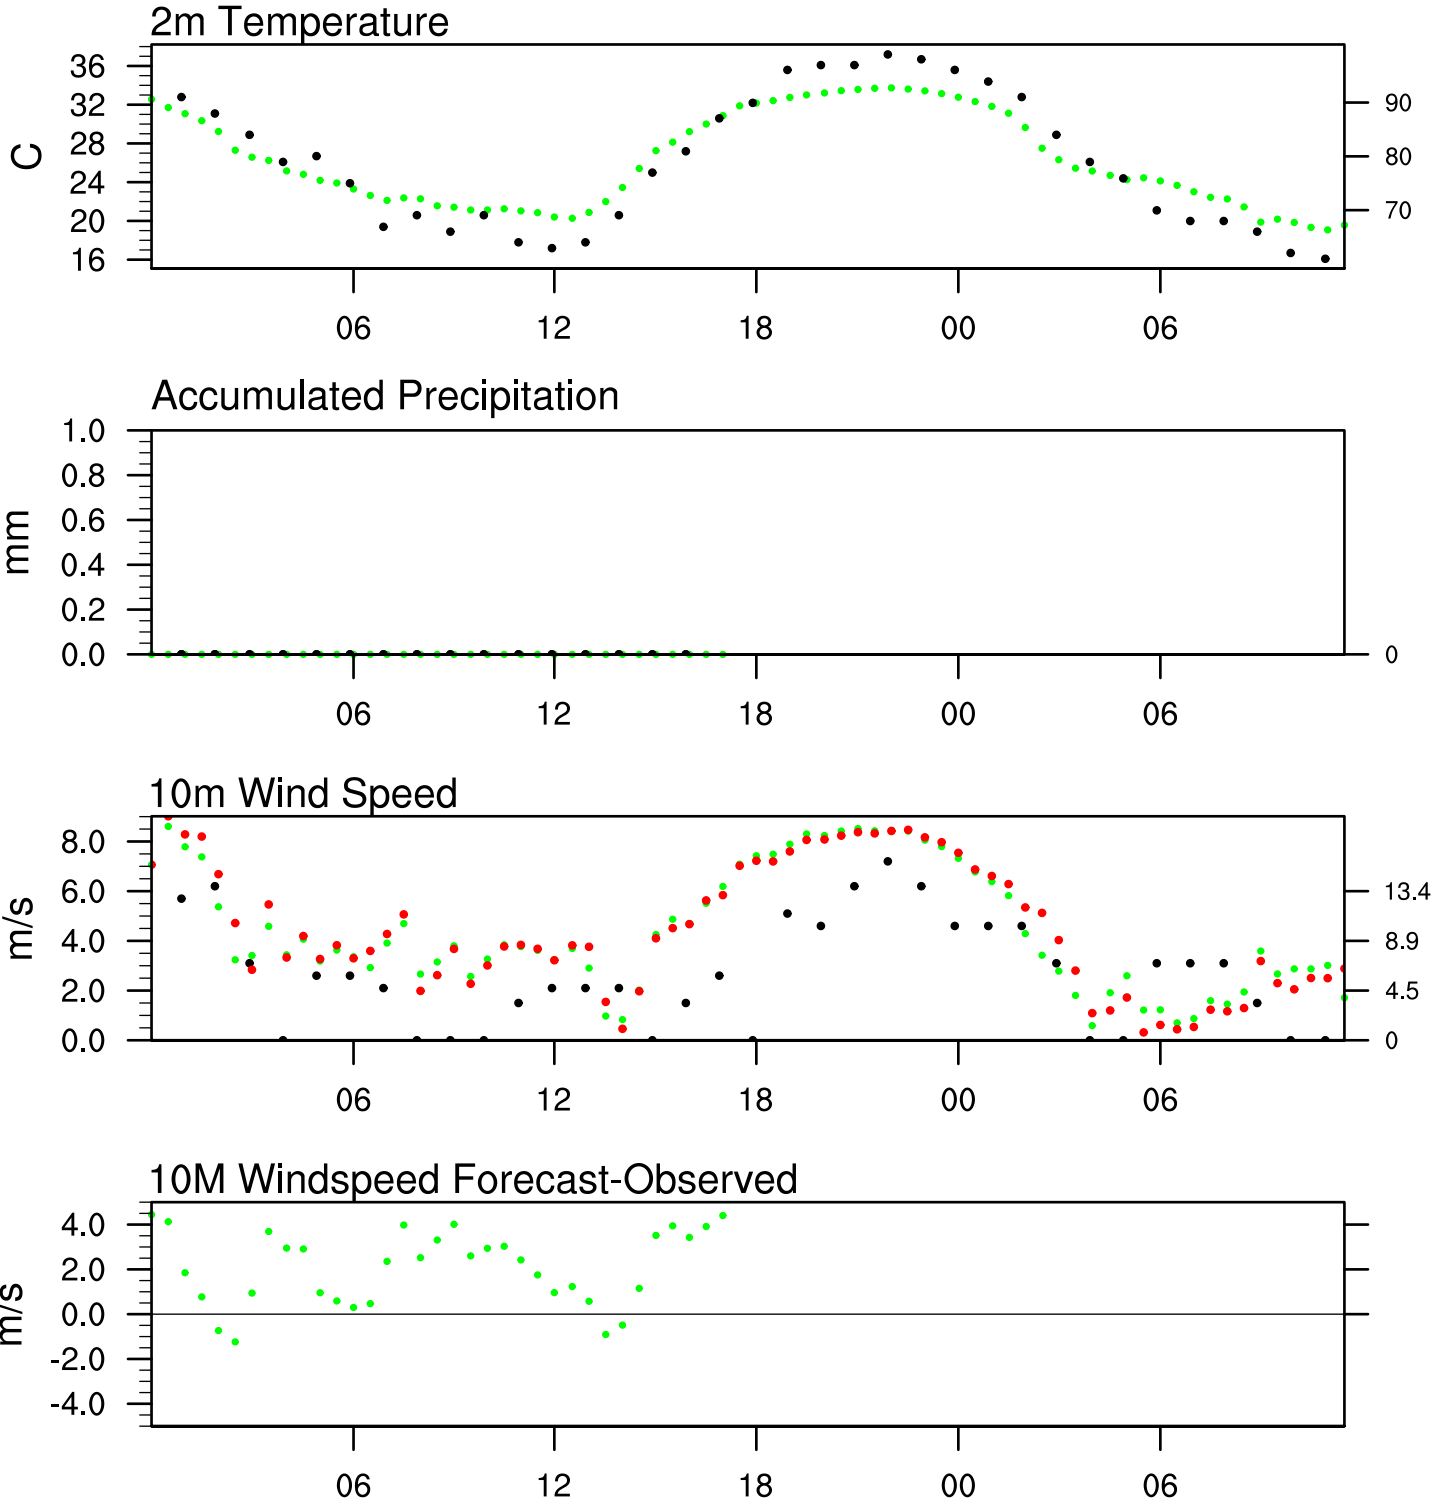 2m Temperature
36
32
28
24
20
16
C
90
80
70
06 12 18 00 06
Accumulated Precipitation
1.0
0.8
0.6
0.4
0.2
0.0
mm
0
06 12 18 00 06
10m Wind Speed
8.0
6.0
4.0
2.0
0.0
m/s
13.4
8.9
4.5
0
06 12 18 00 06
10M Windspeed Forecast-Observed
4.0
2.0
0.0
-2.0
-4.0
m/s
06 12 18 00 06